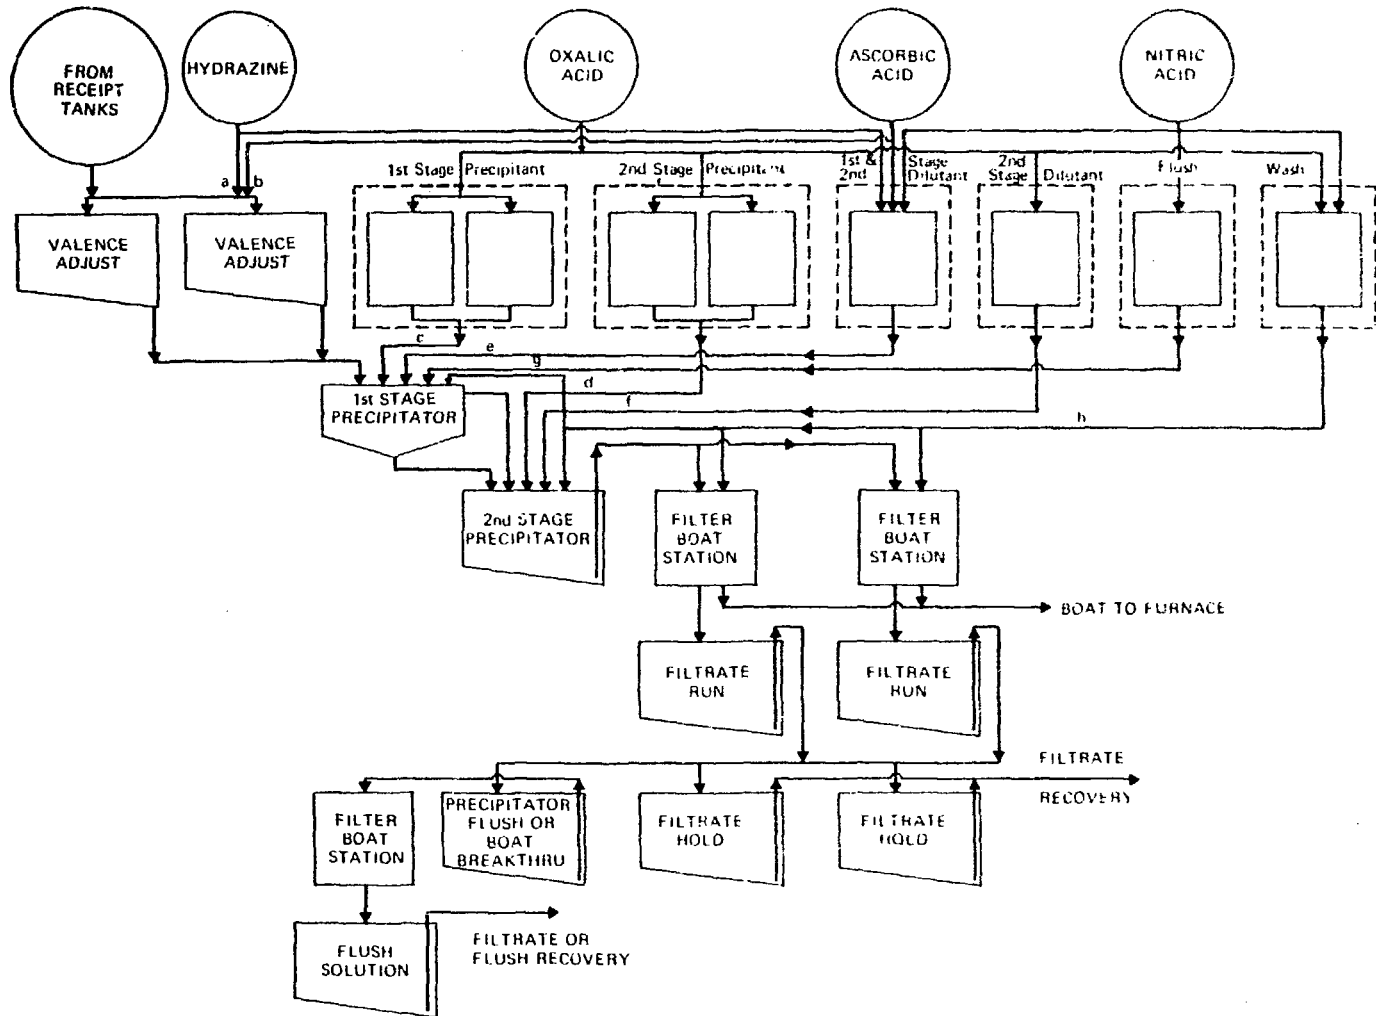 FROM
RECEIPT
TANKS
HYDRAZINE
OXALIC
ACID
ASCORBIC
ACID
NITRIC
ACID
a
b
1st Stage Precipitant
2nd Stage Precipitant
1st & Stage
2nd Dilutant
2nd
Stage Dilutant
Flush
Wash
VALENCE
ADJUST
VALENCE
ADJUST
c
e
g
d
f
h
1st STAGE
PRECIPITATOR
2nd STAGE
PRECIPITATOR
FILTER
BOAT
STATION
FILTER
BOAT
STATION
BOAT TO FURNACE
FILTRATE
RUN
FILTRATE
RUN
FILTRATE
RECOVERY
FILTER
BOAT
STATION
PRECIPITATOR
FLUSH OR
BOAT
BREAKTHRU
FILTRATE
HOLD
FILTRATE
HOLD
FLUSH
SOLUTION
FILTRATE OR
FLUSH RECOVERY